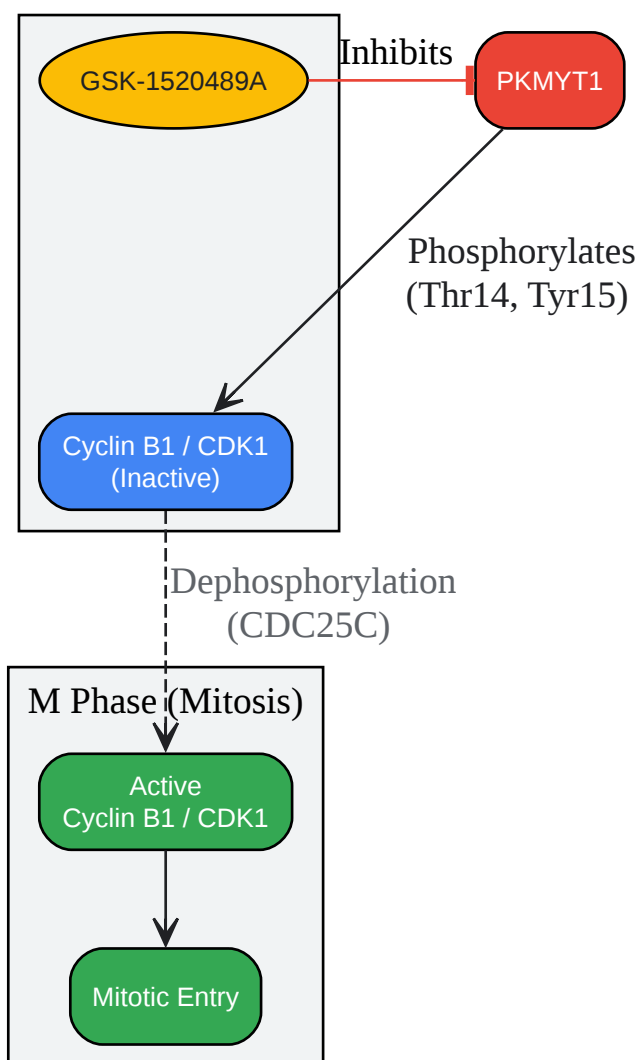 GSK-1520489A
Inhibits
PKMYT1
Phosphorylates
(Thr14, Tyr15)
Cyclin B1 / CDK1
(Inactive)
Dephosphorylation
(CDC25C)
M Phase (Mitosis)
Active
Cyclin B1 / CDK1
Mitotic Entry